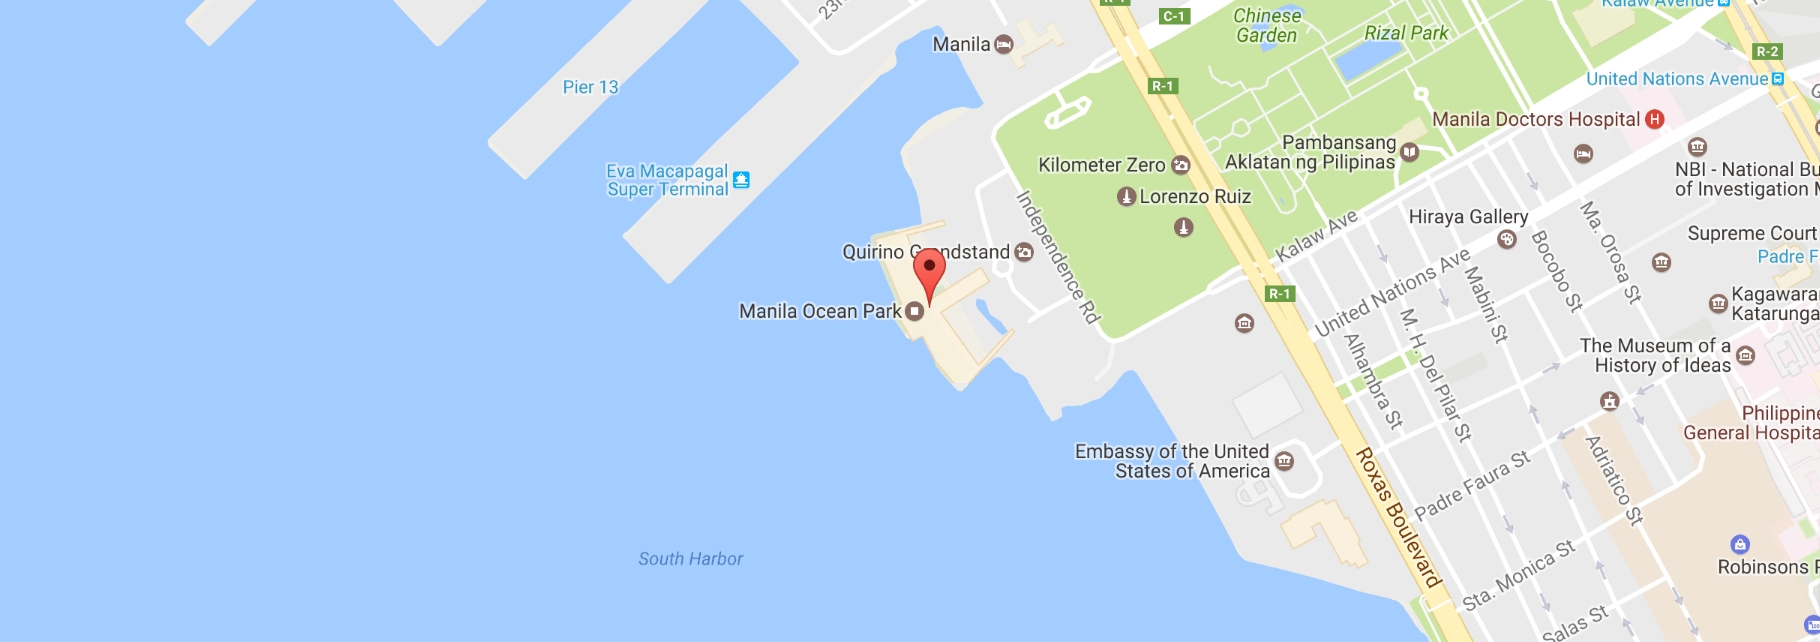 R-1
23r
C-1
Chinese
Garden
Kalaw Avenue
Rizal Park
Manila
R-2
United Nations Avenue
Pier 13
R-1
Manila Doctors Hospital
H
Pambansang
Aklatan ng Pilipinas
Kilometer Zero
NBI - National Bu
of Investigation
Eva Macapagal
Super Terminal
Lorenzo Ruiz
Independence Rd
Kalaw Ave
Hiraya Gallery
Ma. Orosa St
Bocobo St
Supreme Court
Padre F
Quirino Grandstand
United Nations Ave
Mabini St
R-1
Kagawara
Katarunga
Manila Ocean Park
M. H. Del Pilar St
Alhambra St
The Museum of a
History of Ideas
Philippine
General Hospita
Embassy of the United
States of America
Adriatico St
Padre Faura St
Roxas Boulevard
South Harbor
Sta. Monica St
Robinsons
Salas St